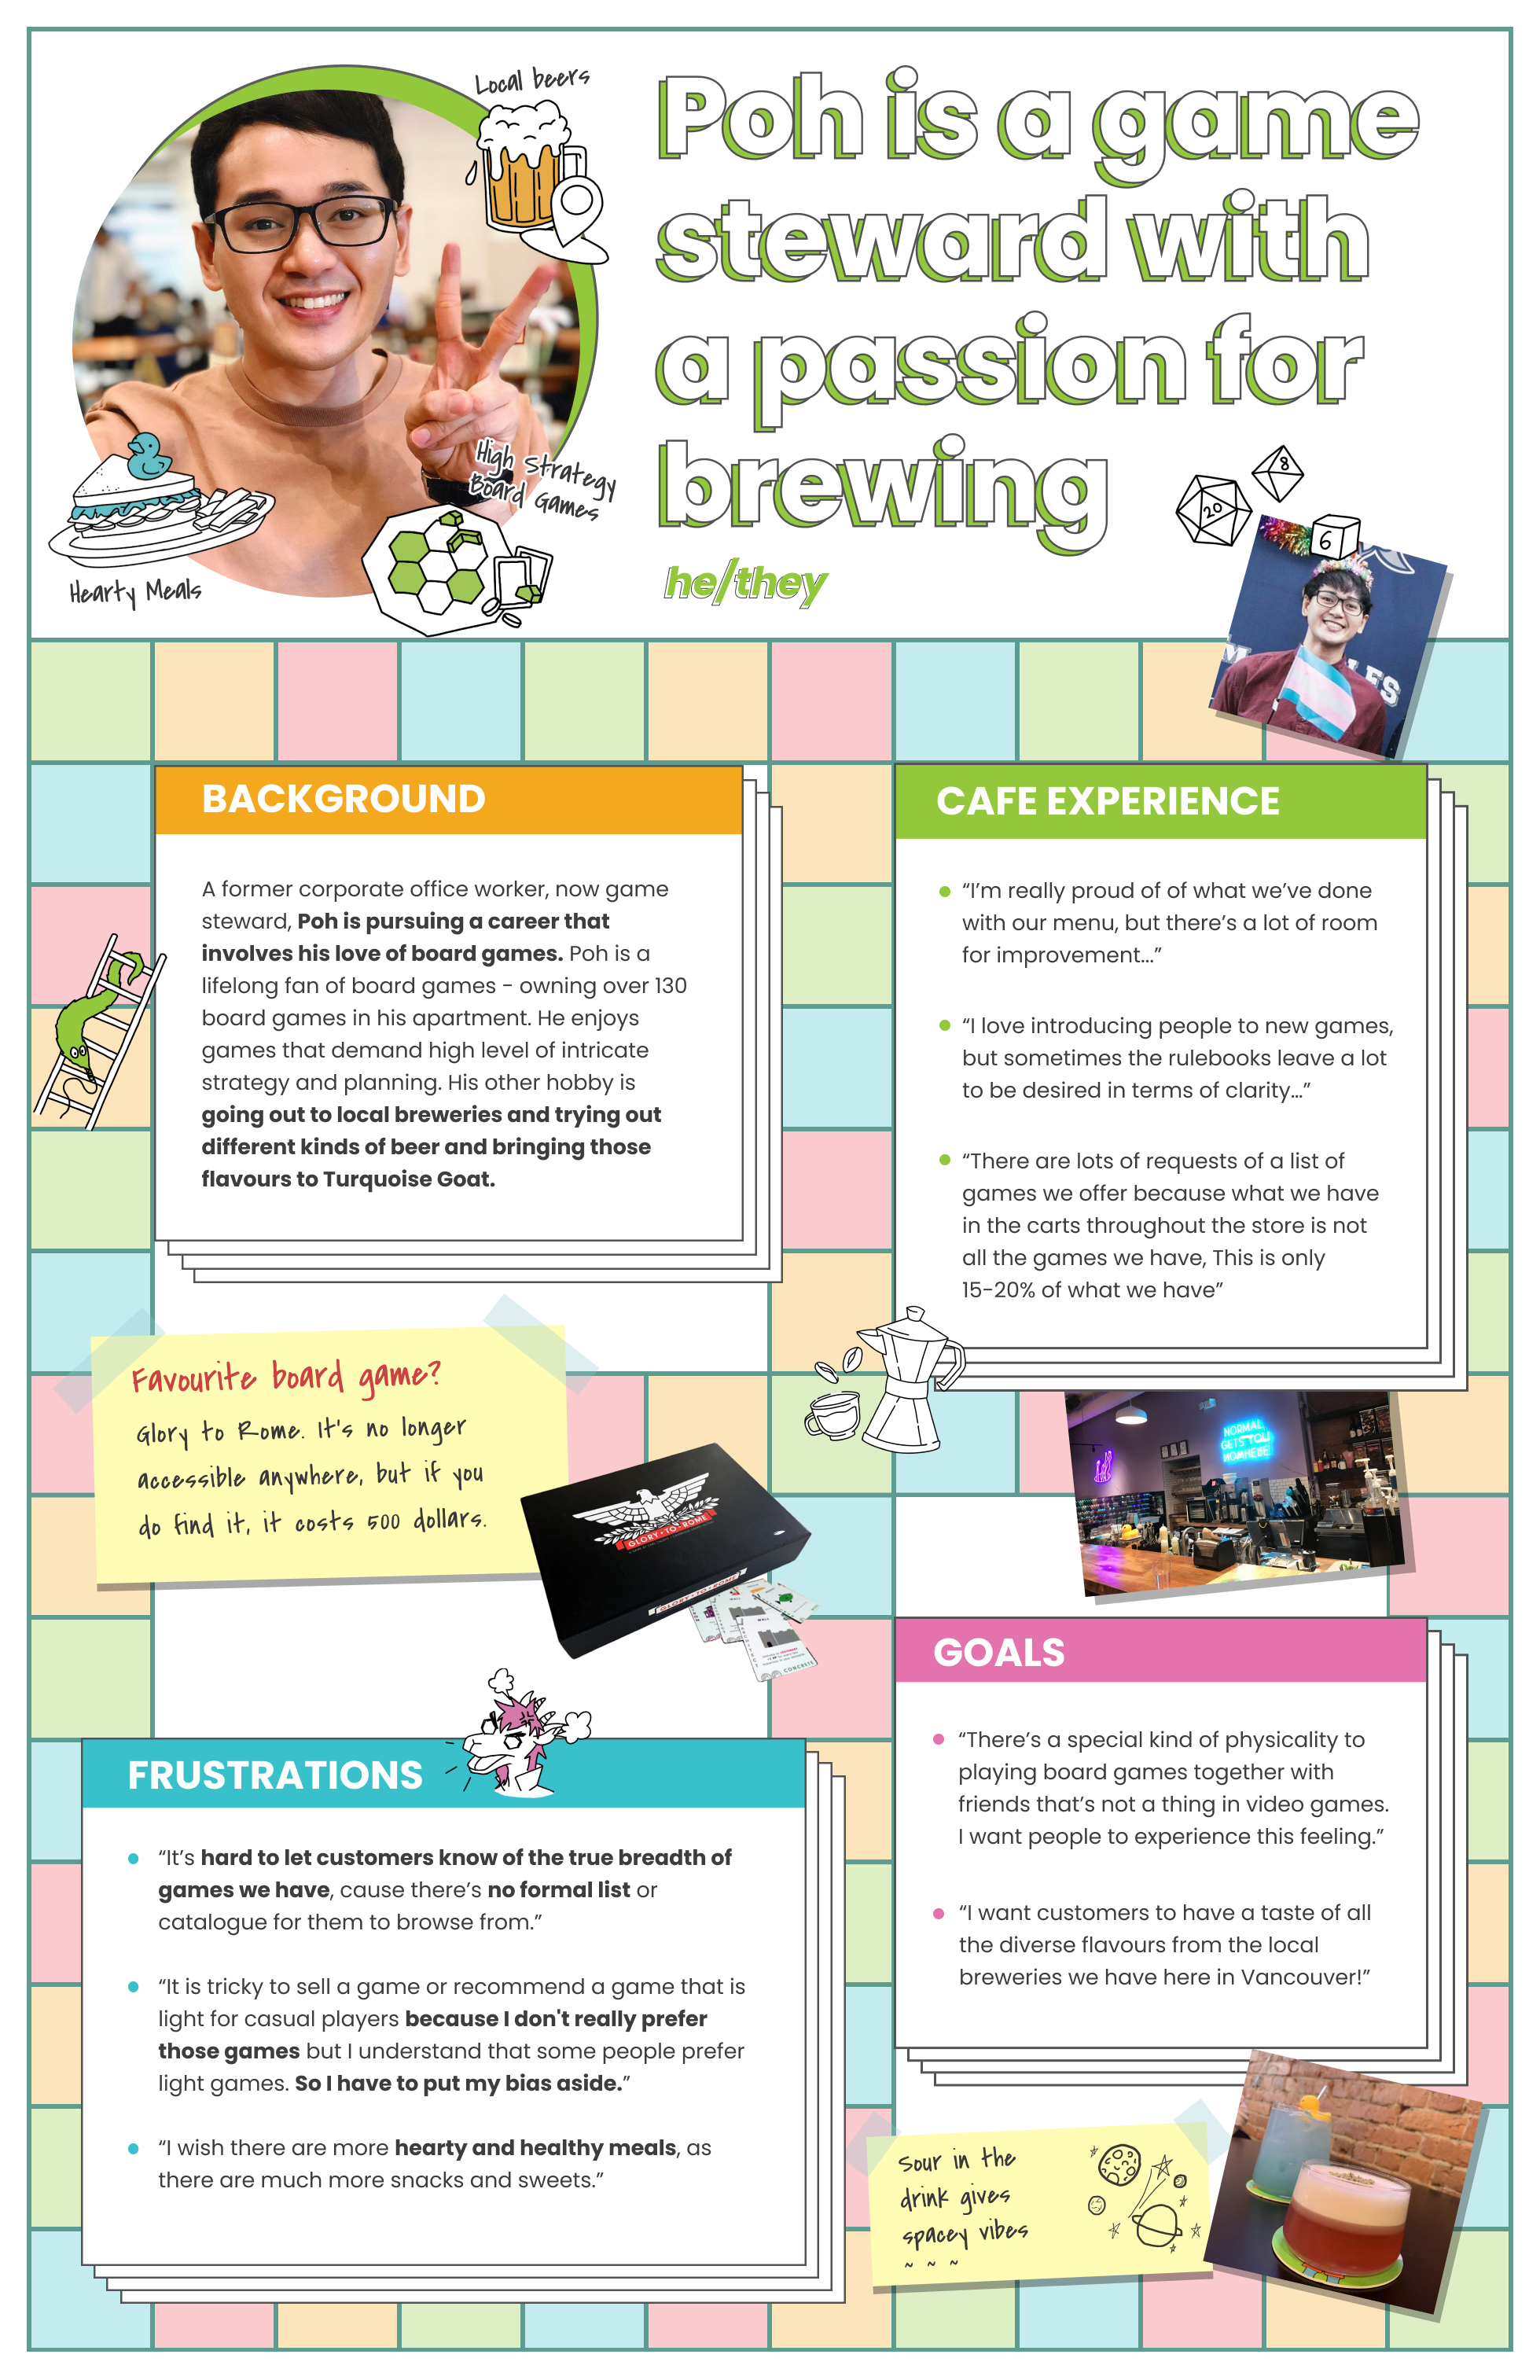 Local beers
Poh is a game
steward with
a passion for
brewing
he/they
High Strategy
Board Games
Hearty Meals
20
8
6
BACKGROUND
A former corporate office worker, now game
steward, Poh is pursuing a career that
involves his love of board games. Poh is a
lifelong fan of board games - owning over 130
board games in his apartment. He enjoys
games that demand high level of intricate
strategy and planning. His other hobby is
going out to local breweries and trying out
different kinds of beer and bringing those
flavours to Turquoise Goat.
CAFE EXPERIENCE
“I’m really proud of of what we’ve done
with our menu, but there’s a lot of room
for improvement...”
“I love introducing people to new games,
but sometimes the rulebooks leave a lot
to be desired in terms of clarity...”
“There are lots of requests of a list of
games we offer because what we have
in the carts throughout the store is not
all the games we have, This is only
15-20% of what we have”
Favourite board game?
Glory to Rome. It's no longer
accessible anywhere, but if you
do find it, it costs 500 dollars.
GLORY TO ROME
GLORY TO ROME
CONCRETE
NORMAL
GETS YOU
NOWHERE
GOALS
“There’s a special kind of physicality to
playing board games together with
friends that’s not a thing in video games.
I want people to experience this feeling.”
“I want customers to have a taste of all
the diverse flavours from the local
breweries we have here in Vancouver!”
FRUSTRATIONS
“It’s hard to let customers know of the true breadth of
games we have, cause there’s no formal list or
catalogue for them to browse from.”
“It is tricky to sell a game or recommend a game that is
light for casual players because I don't really prefer
those games but I understand that some people prefer
light games. So I have to put my bias aside.”
“I wish there are more hearty and healthy meals, as
there are much more snacks and sweets.”
Sour in the
drink gives
spacey vibes
~ ~ ~